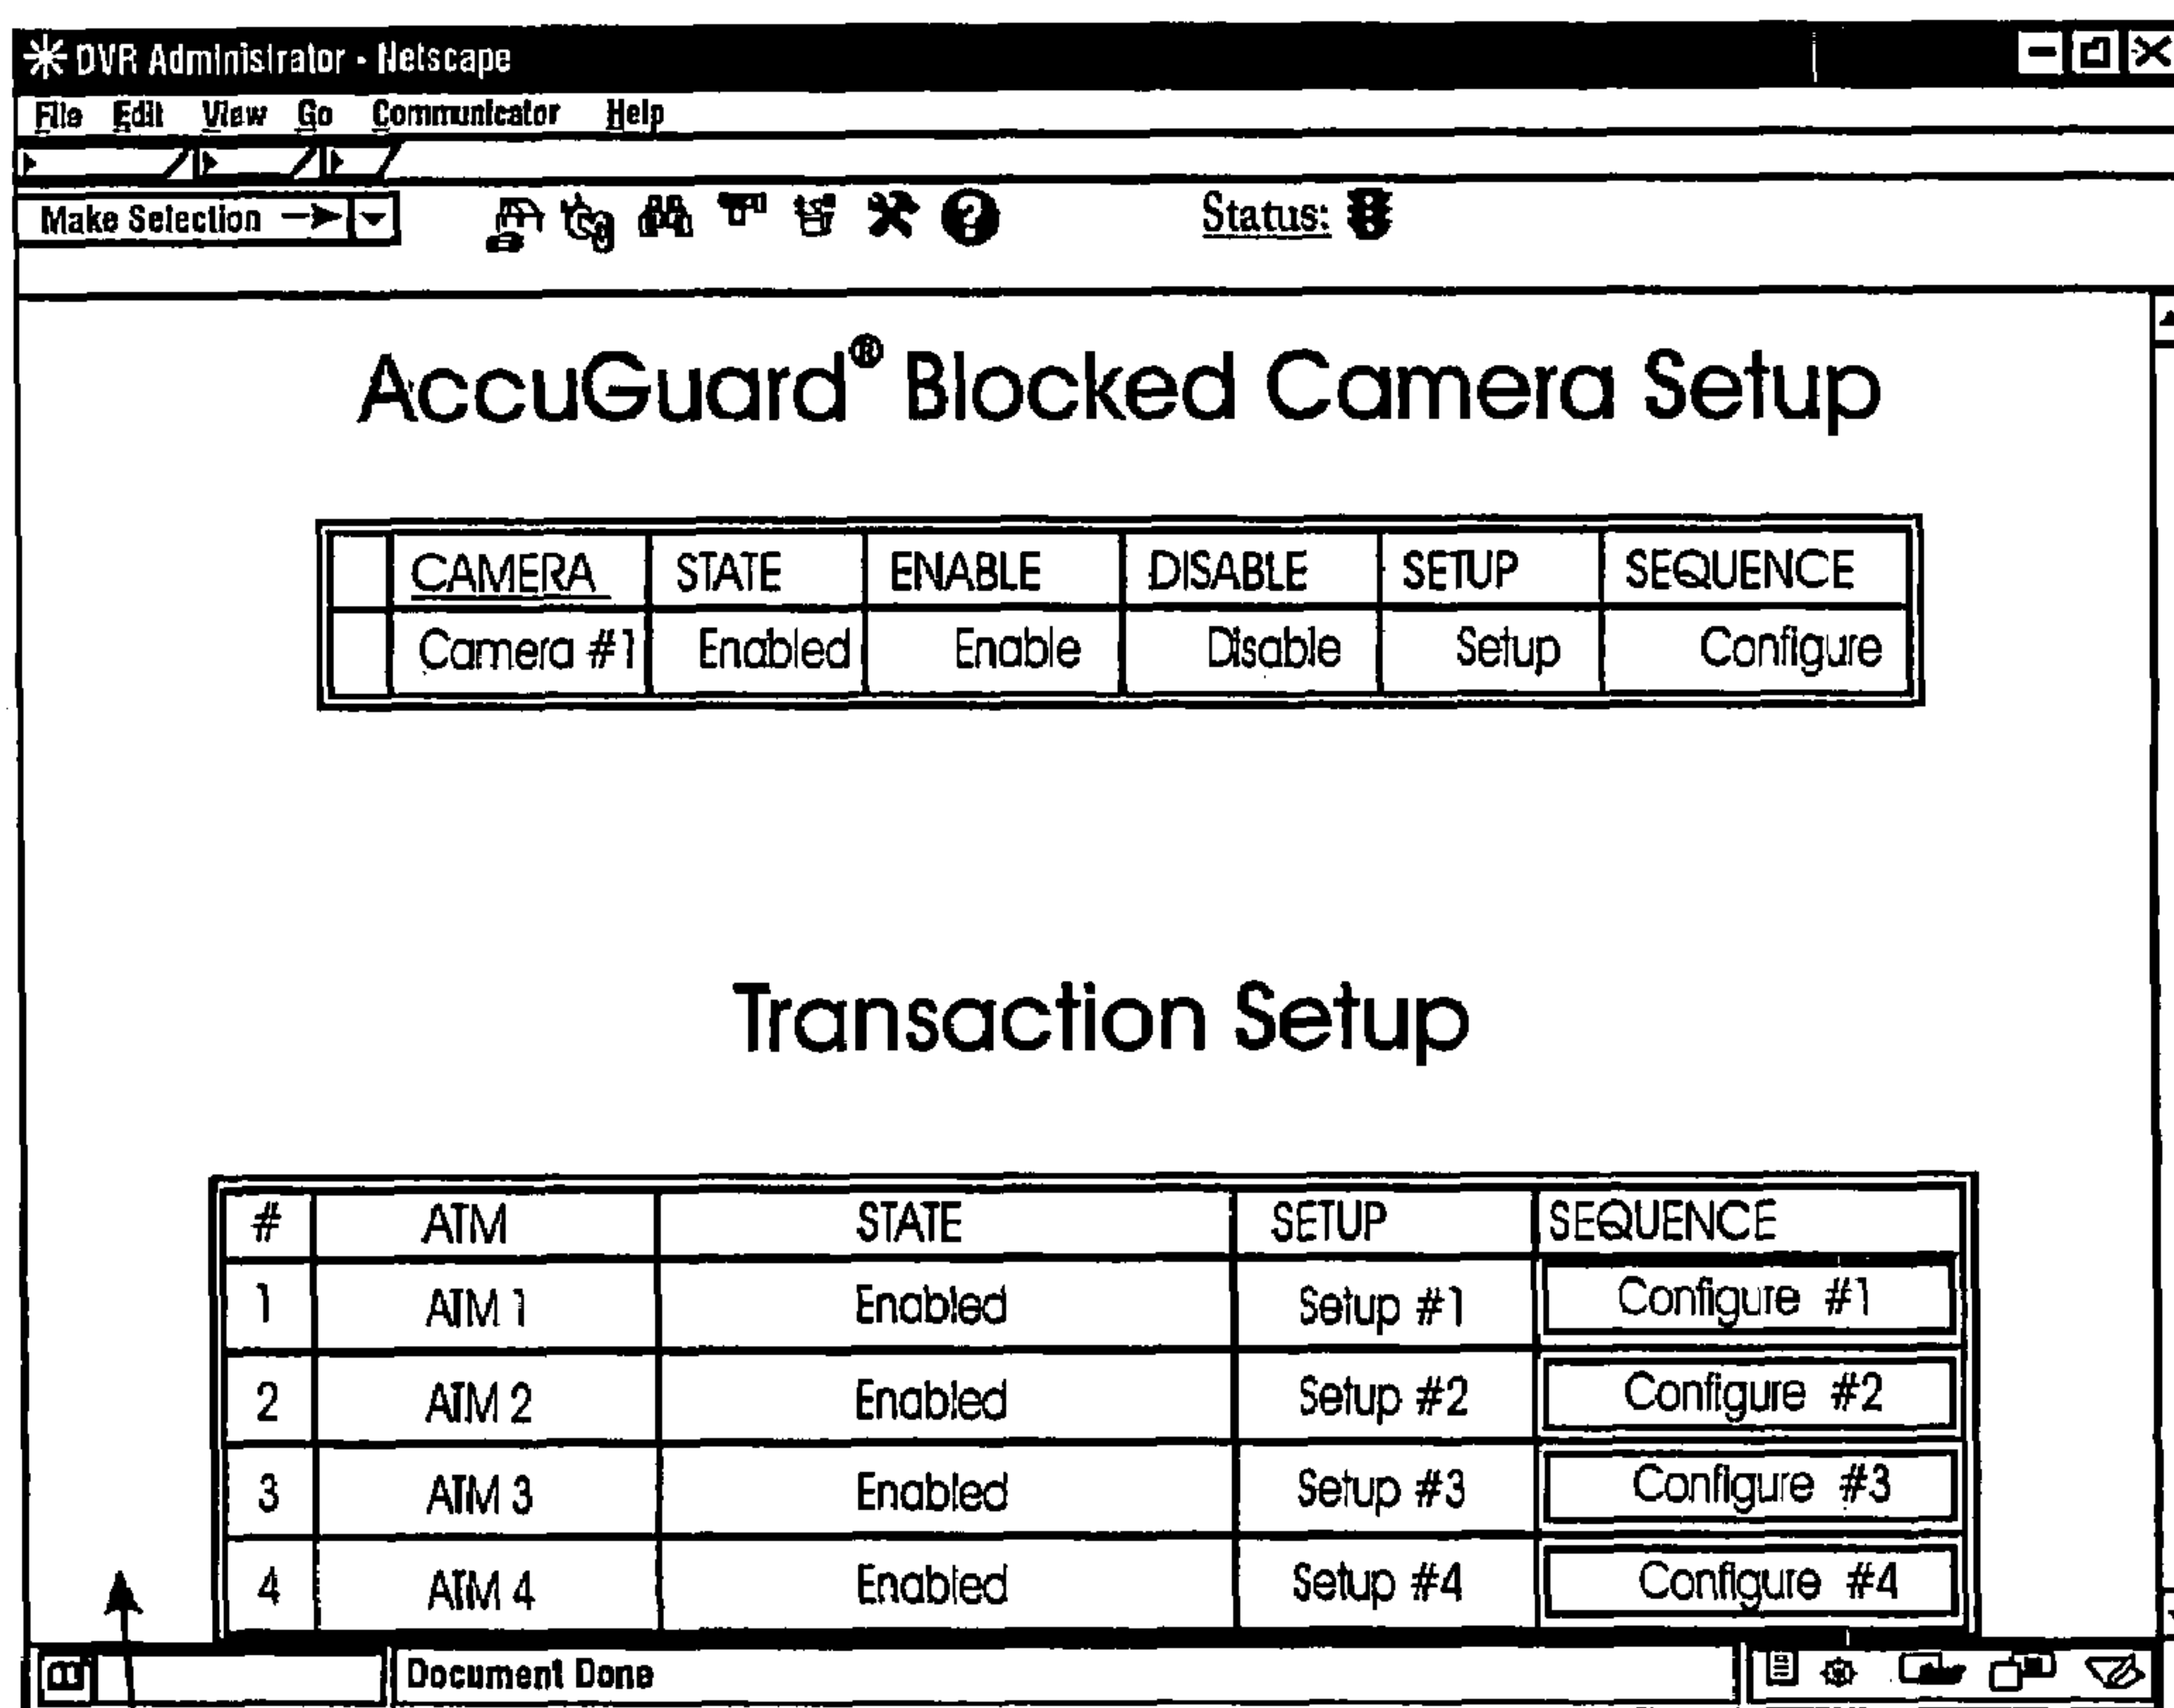 DVR Administrator - Netscape
File Edit View Go Communicator Help
Make Selection
Status:
AccuGuard® Blocked Camera Setup
CAMERA STATE ENABLE DISABLE SETUP SEQUENCE
Camera #1 Enabled Enable Disable Setup Configure
Transaction Setup
# ATM STATE SETUP SEQUENCE
1 ATM 1 Enabled Setup #1 Configure #1
2 ATM 2 Enabled Setup #2 Configure #2
3 ATM 3 Enabled Setup #3 Configure #3
4 ATM 4 Enabled Setup #4 Configure #4
Document Done